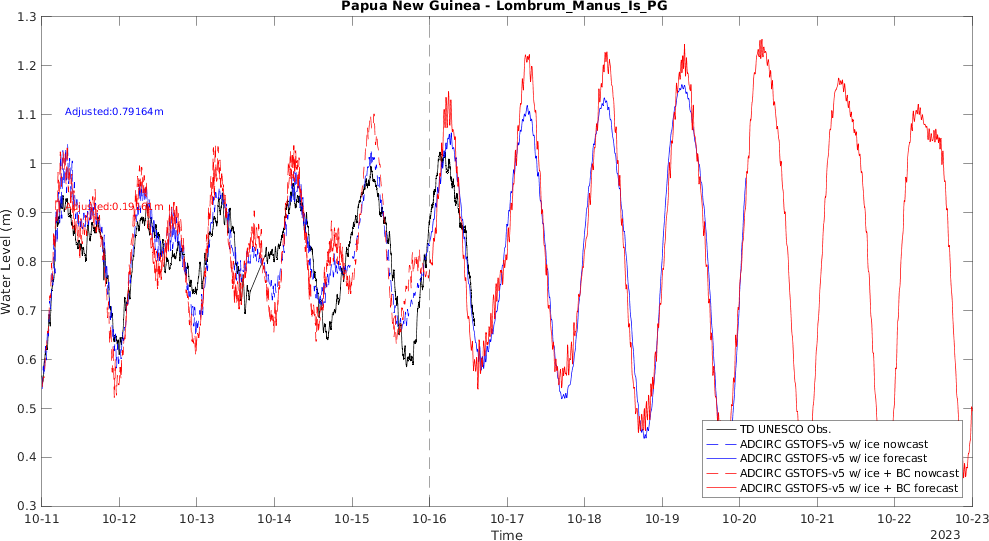 Papua New Guinea - Lombrum_Manus_Is_PG
1.3
1.2
1.1
1
0.9
0.8
0.7
0.6
0.5
0.4
0.3
Water Level (m)
Adjusted:0.79164m
TD UNESCO Obs.
ADCIRC GSTOFS-v5 w/ ice nowcast
ADCIRC GSTOFS-v5 w/ ice forecast
ADCIRC GSTOFS-v5 w/ ice + BC nowcast
ADCIRC GSTOFS-v5 w/ ice + BC forecast
10-11 10-12 10-13 10-14 10-15 10-16 10-17 10-18 10-19 10-20 10-21 10-22 10-23
Time
2023